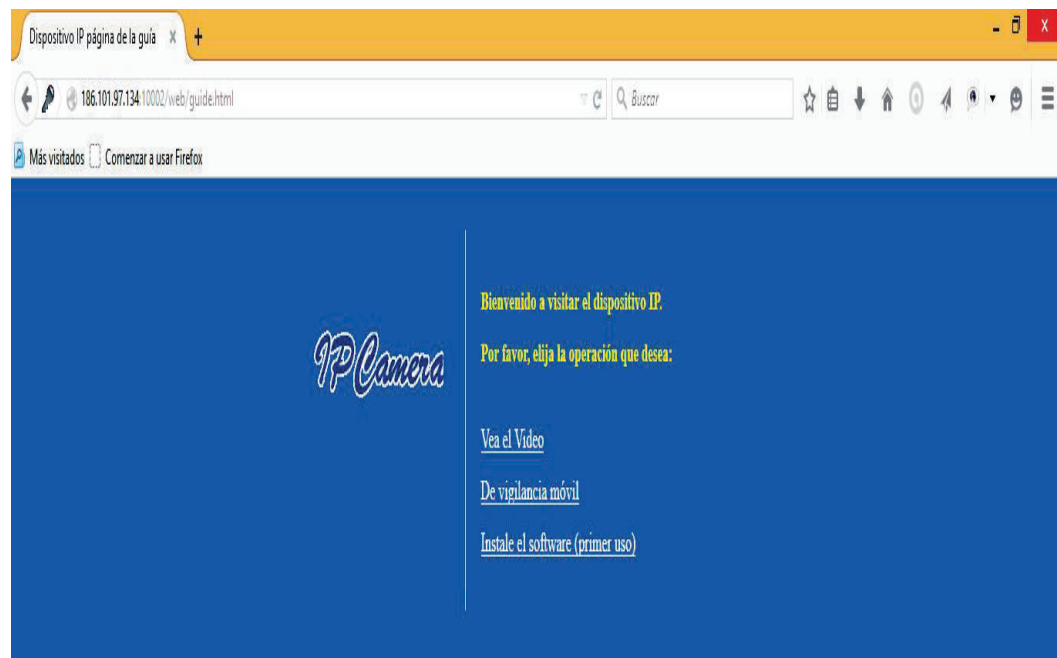 Dispositivo IP página de la guía
186.101.97.134:10002/web/guide.html
Buscar
Más visitados
Comenzar a usar Firefox
IP Camera
Bienvenido a visitar el dispositivo IP.
Por favor, elija la operación que desea:
Vea el Video
De vigilancia móvil
Instale el software (primer uso)